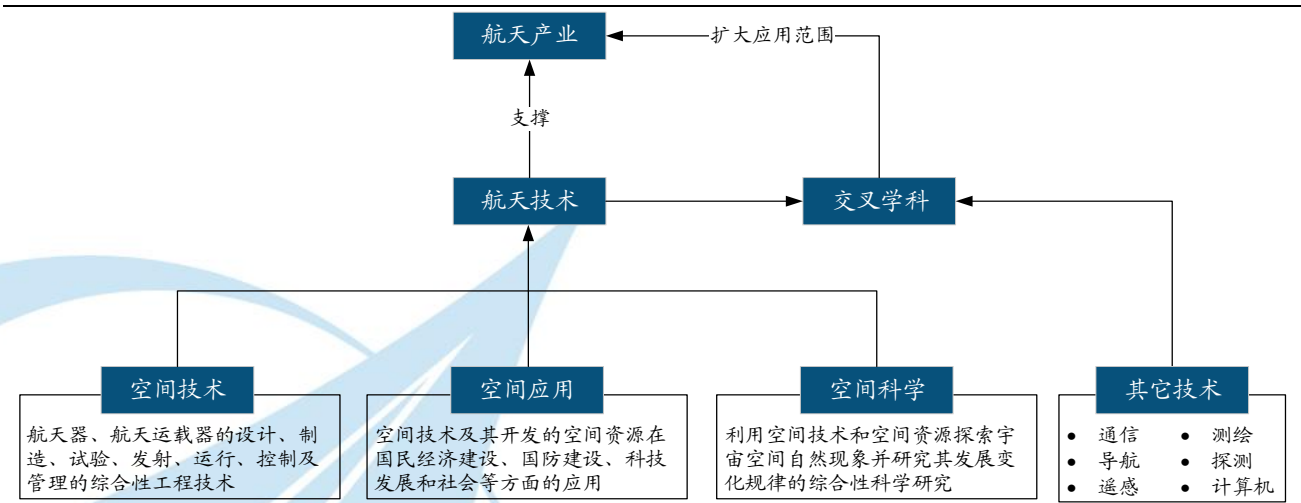 航天产业
扩大应用范围
支撑
航天技术
交叉学科
空间技术
航天器、航天运载器的设计、制
造、试验、发射、运行、控制及
管理的综合性工程技术
空间应用
空间技术及其开发的空间资源在
国民经济建设、国防建设、科技
发展和社会等方面的应用
空间科学
利用空间技术和空间资源探索宇
宙空间自然现象并研究其发展变
化规律的综合性科学研究
其它技术
• 通信 • 测绘
• 导航 • 探测
• 遥感 • 计算机